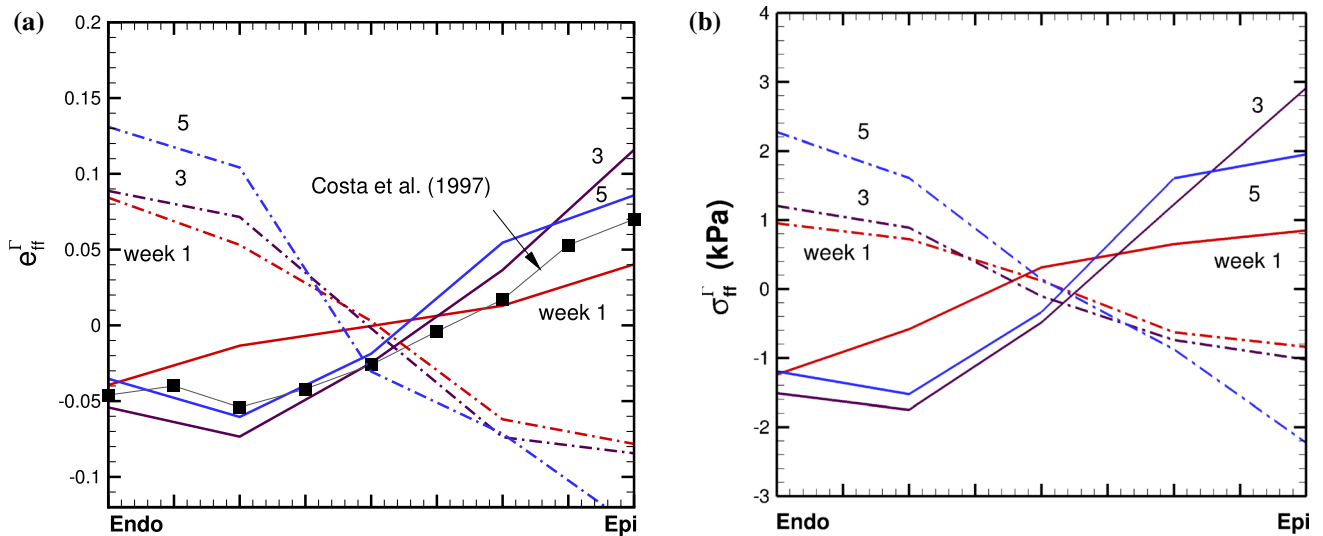 (a)
0.2
0.15
0.1
0.05
0
-0.05
-0.1
e_ff^Γ
5
3
week 1
Costa et al. (1997)
3
5
week 1
Endo
Epi
(b)
4
3
2
1
0
-1
-2
-3
σ_ff^Γ (kPa)
5
3
week 1
3
5
week 1
Endo
Epi